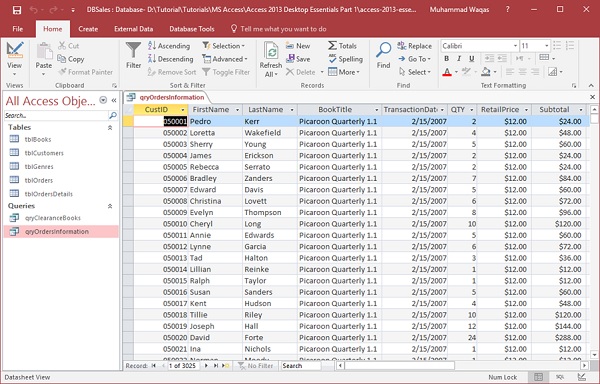 DBSales : Database- D:\Tutorial\Tutorials\MS Access\Access 2013 Desktop Essentials Part 1\access-2013-esse...
Muhammad Waqas
File Home Create External Data Database Tools Tell me what you want to do
View
Views
Paste
Clipboard
Filter
Ascending
Descending
Remove Sort
Selection
Advanced
Toggle Filter
Sort & Filter
Refresh All
New
Save
Delete
Totals
Spelling
More
Records
Find
Replace
Go To
Select
Find
Calibri 11
B I U
Text Formatting
All Access Obje...
Search...
Tables
tblBooks
tblCustomers
tblGenres
tblOrders
tblOrdersDetails
Queries
qryClearanceBooks
qryOrdersInformation
qryOrdersInformation
CustID FirstName LastName BookTitle TransactionDat QTY RetailPrice Subtotal
050001 Pedro Kerr Picaroon Quarterly 1.1 2/15/2007 2 $12.00 $24.00
050002 Loretta Wakefield Picaroon Quarterly 1.1 2/15/2007 4 $12.00 $48.00
050003 Sherry Young Picaroon Quarterly 1.1 2/15/2007 5 $12.00 $60.00
050004 James Erickson Picaroon Quarterly 1.1 2/15/2007 2 $12.00 $24.00
050005 Rebecca Serrato Picaroon Quarterly 1.1 2/15/2007 2 $12.00 $24.00
050006 Bradley Zanders Picaroon Quarterly 1.1 2/15/2007 7 $12.00 $84.00
050007 Edward Davis Picaroon Quarterly 1.1 2/15/2007 5 $12.00 $60.00
050008 Christina Lovett Picaroon Quarterly 1.1 2/15/2007 6 $12.00 $72.00
050009 Evelyn Thompson Picaroon Quarterly 1.1 2/15/2007 8 $12.00 $96.00
050010 Cheryl Long Picaroon Quarterly 1.1 2/15/2007 10 $12.00 $120.00
050011 Annie Edwards Picaroon Quarterly 1.1 2/15/2007 5 $12.00 $60.00
050012 Lynne Garcia Picaroon Quarterly 1.1 2/15/2007 6 $12.00 $72.00
050013 Tad Halton Picaroon Quarterly 1.1 2/15/2007 3 $12.00 $36.00
050014 Lillian Reinke Picaroon Quarterly 1.1 2/15/2007 1 $12.00 $12.00
050015 Ralph Taylor Picaroon Quarterly 1.1 2/15/2007 1 $12.00 $12.00
050016 Susan Sanders Picaroon Quarterly 1.1 2/15/2007 5 $12.00 $60.00
050017 Kent Hudson Picaroon Quarterly 1.1 2/15/2007 4 $12.00 $48.00
050018 Tillie Riley Picaroon Quarterly 1.1 2/15/2007 10 $12.00 $120.00
050019 Joseph Hall Picaroon Quarterly 1.1 2/15/2007 12 $12.00 $144.00
050020 David Forte Picaroon Quarterly 1.1 2/15/2007 24 $12.00 $288.00
050021 Ina Nichols Picaroon Quarterly 1.1 2/15/2007 1 $12.00 $12.00
Record: 1 of 3025 No Filter Search
Datasheet View
Num Lock